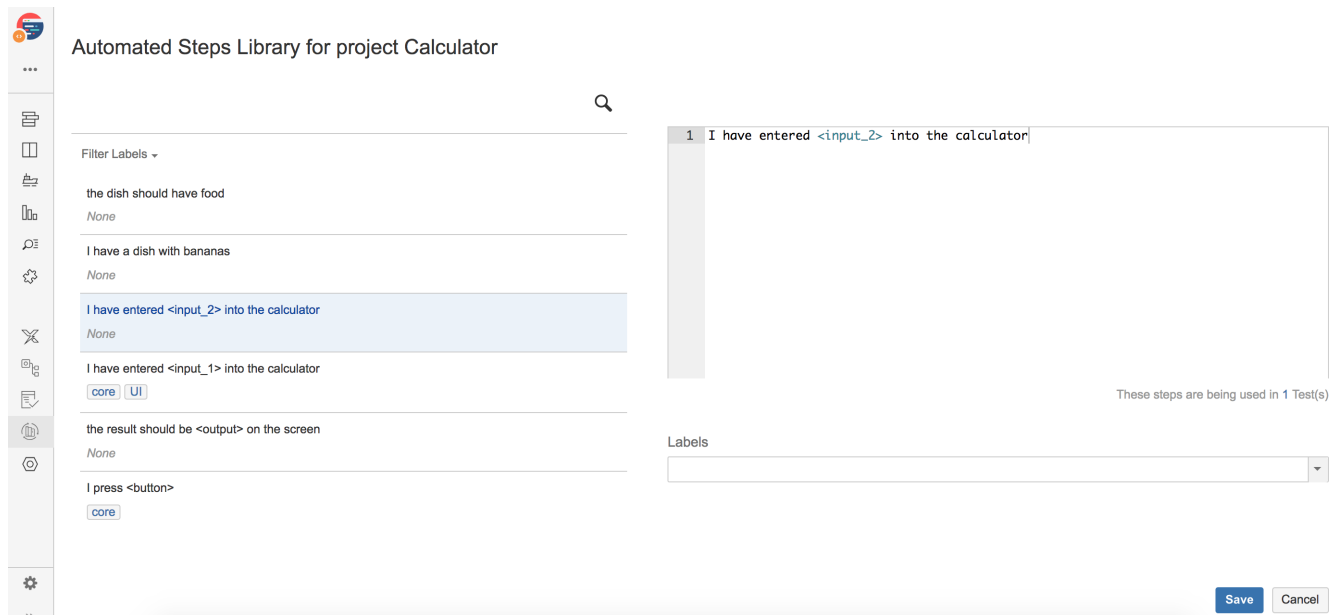 Automated Steps Library for project Calculator
Filter Labels
the dish should have food
None
I have a dish with bananas
None
I have entered <input_2> into the calculator
None
I have entered <input_1> into the calculator
core UI
the result should be <output> on the screen
None
I press <button>
core
1 I have entered <input_2> into the calculator
These steps are being used in 1 Test(s)
Labels
Save Cancel